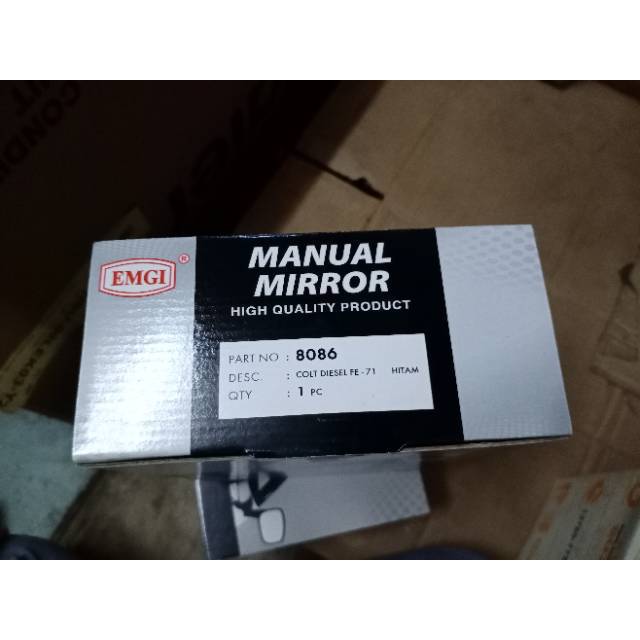 EMGI ®
MANUAL
MIRROR
HIGH QUALITY PRODUCT
PART NO : 8086
DESC. : COLT DIESEL FE - 71 HITAM
QTY : 1 PC